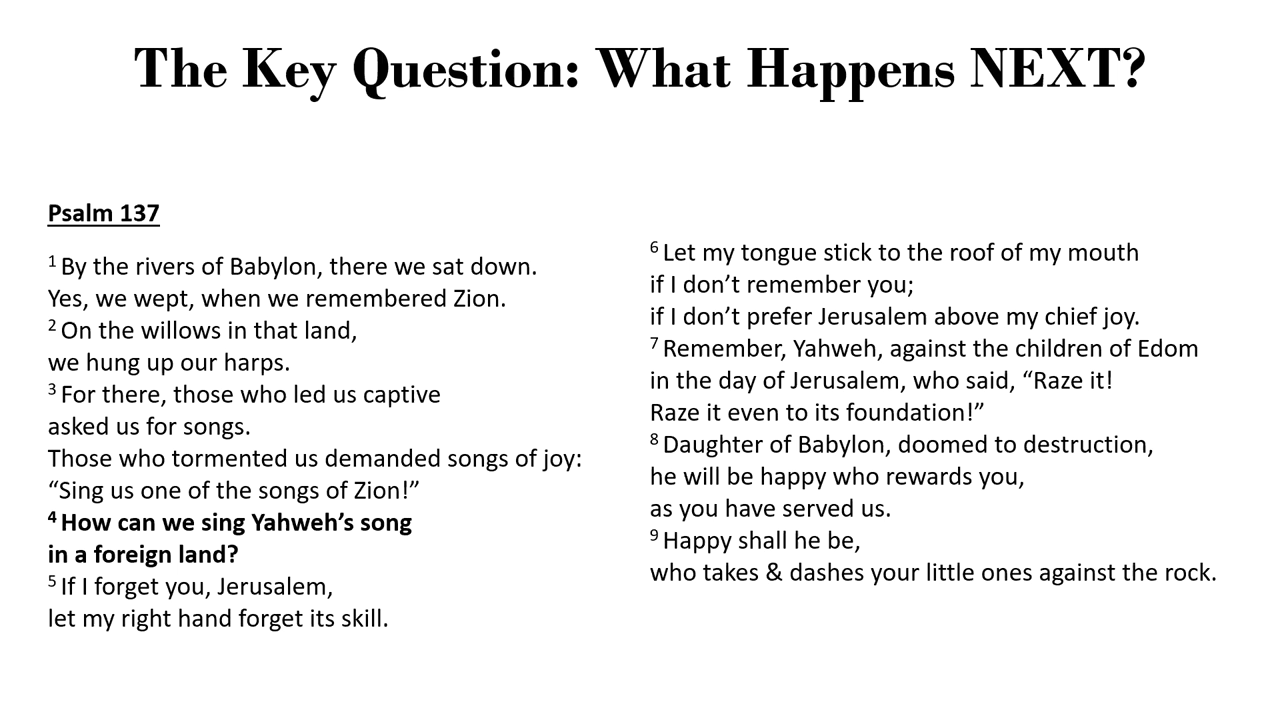 The Key Question: What Happens NEXT?
Psalm 137
1 By the rivers of Babylon, there we sat down.
Yes, we wept, when we remembered Zion.
2 On the willows in that land,
we hung up our harps.
3 For there, those who led us captive
asked us for songs.
Those who tormented us demanded songs of joy:
“Sing us one of the songs of Zion!”
4 How can we sing Yahweh’s song
in a foreign land?
5 If I forget you, Jerusalem,
let my right hand forget its skill.
6 Let my tongue stick to the roof of my mouth
if I don’t remember you;
if I don’t prefer Jerusalem above my chief joy.
7 Remember, Yahweh, against the children of Edom
in the day of Jerusalem, who said, “Raze it!
Raze it even to its foundation!”
8 Daughter of Babylon, doomed to destruction,
he will be happy who rewards you,
as you have served us.
9 Happy shall he be,
who takes & dashes your little ones against the rock.